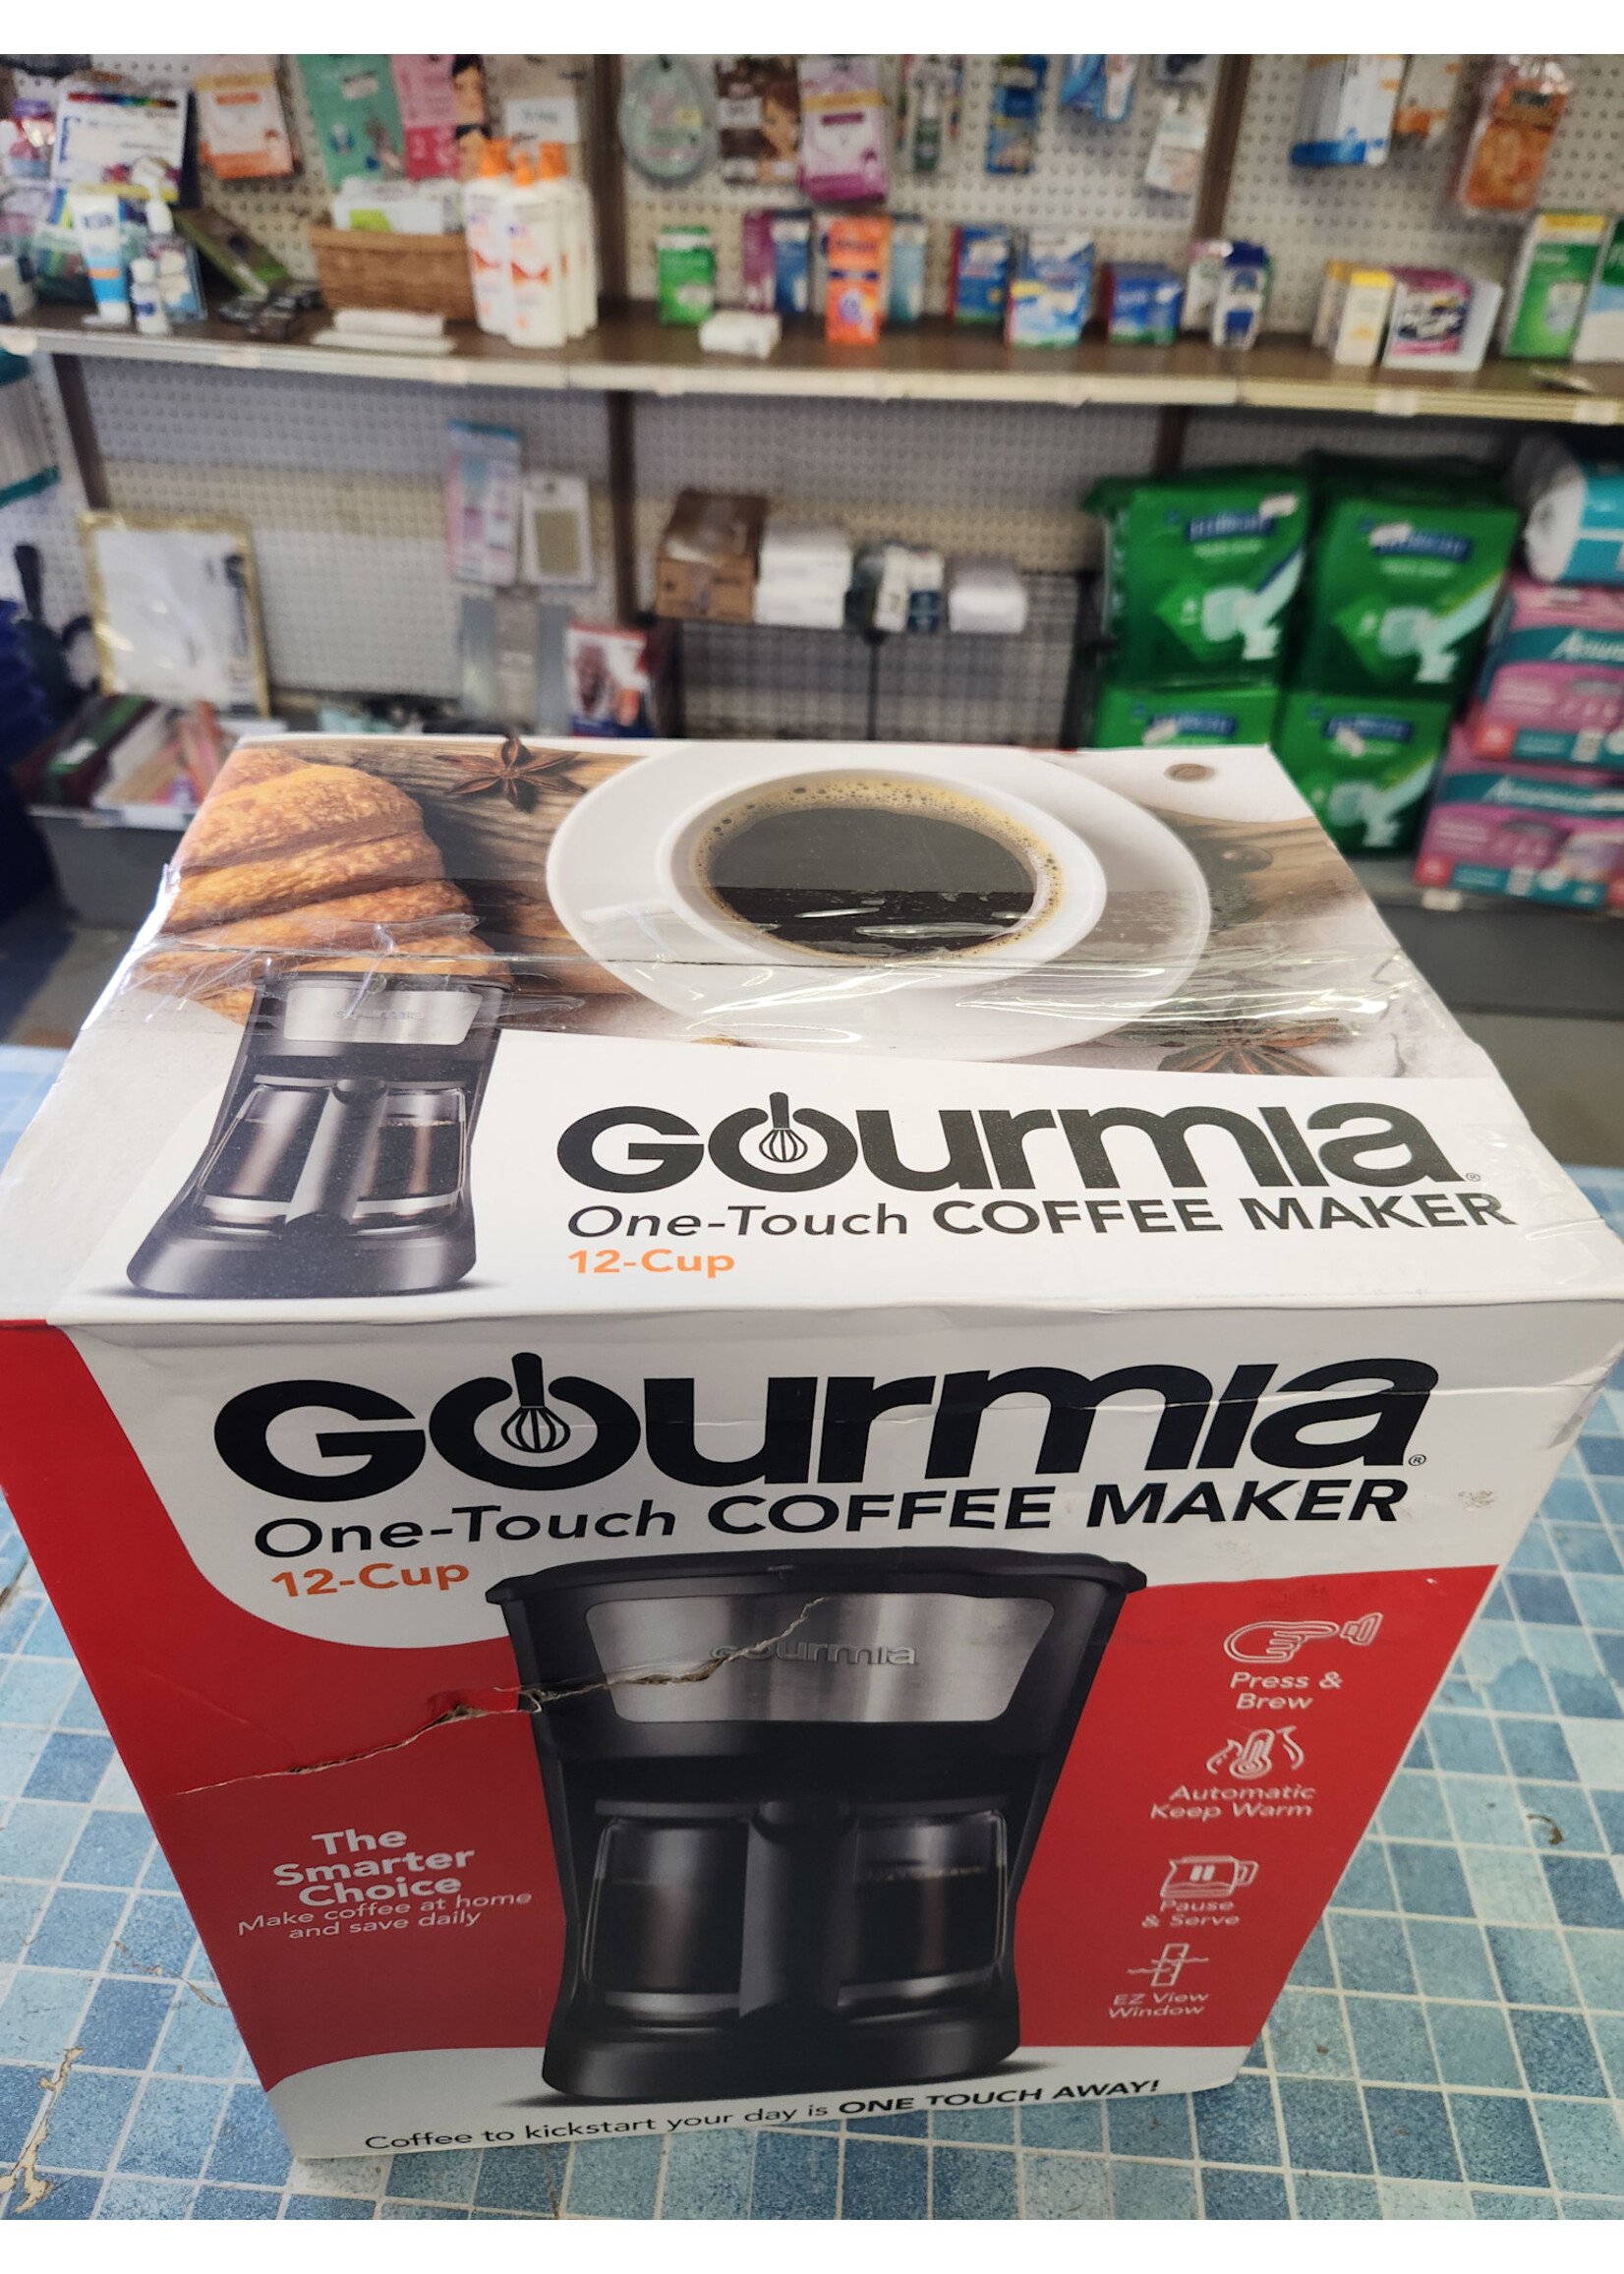 Gourmia®
One-Touch COFFEE MAKER
12-Cup
Gourmia®
One-Touch COFFEE MAKER
12-Cup
Gourmia
Press &
Brew
Automatic
Keep Warm
The
Smarter
Choice
Make coffee at home
and save daily
Pause
& Serve
EZ View
Window
Coffee to kickstart your day is ONE TOUCH AWAY!